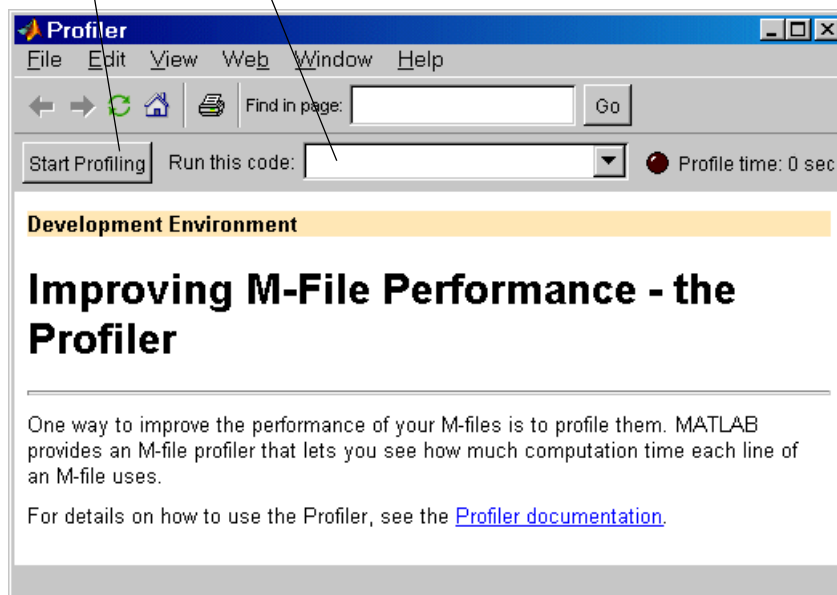 Profiler
File Edit View Web Window Help
Find in page: Go
Start Profiling Run this code: Profile time: 0 sec
Development Environment
Improving M-File Performance - the
Profiler
One way to improve the performance of your M-files is to profile them. MATLAB
provides an M-file profiler that lets you see how much computation time each line of
an M-file uses.
For details on how to use the Profiler, see the Profiler documentation.